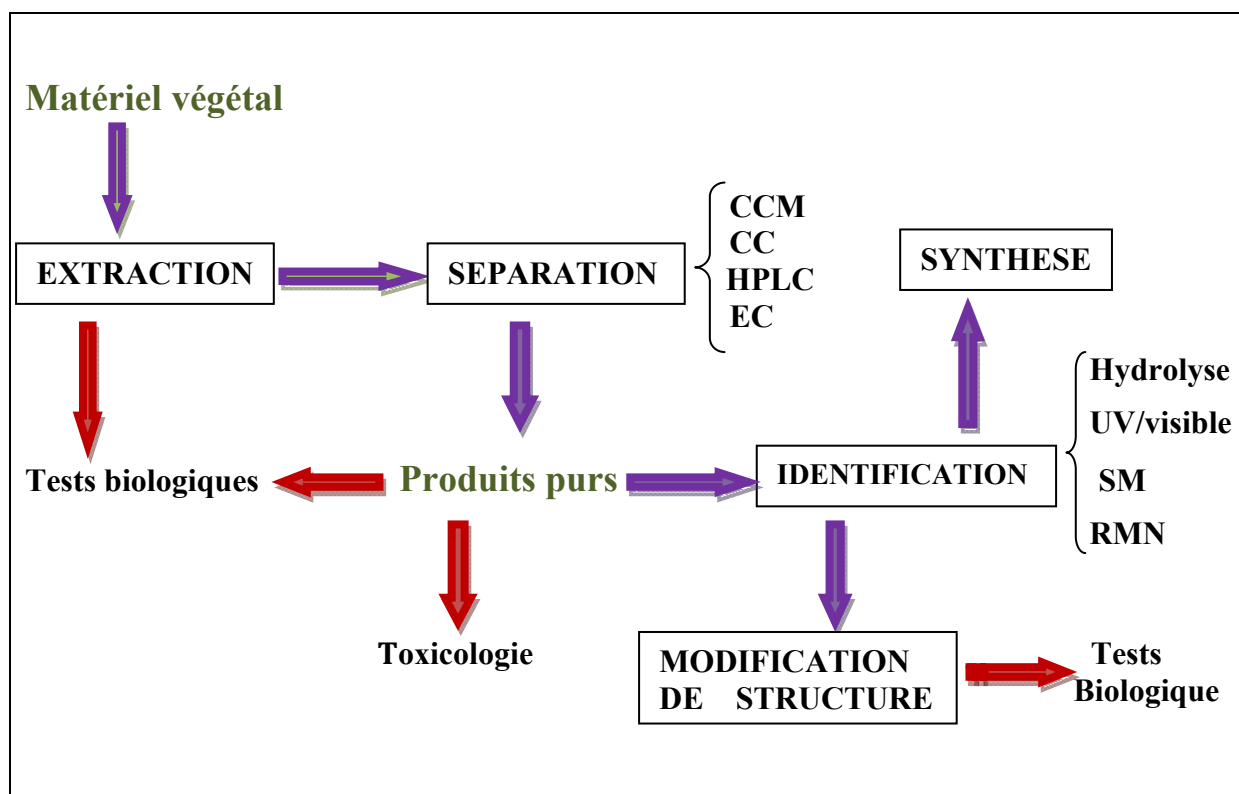 Matériel végétal
EXTRACTION
SEPARATION
CCM
CC
HPLC
EC
SYNTHESE
Hydrolyse
UV/visible
SM
RMN
Tests biologiques
Produits purs
IDENTIFICATION
Toxicologie
MODIFICATION
DE STRUCTURE
Tests
Biologique